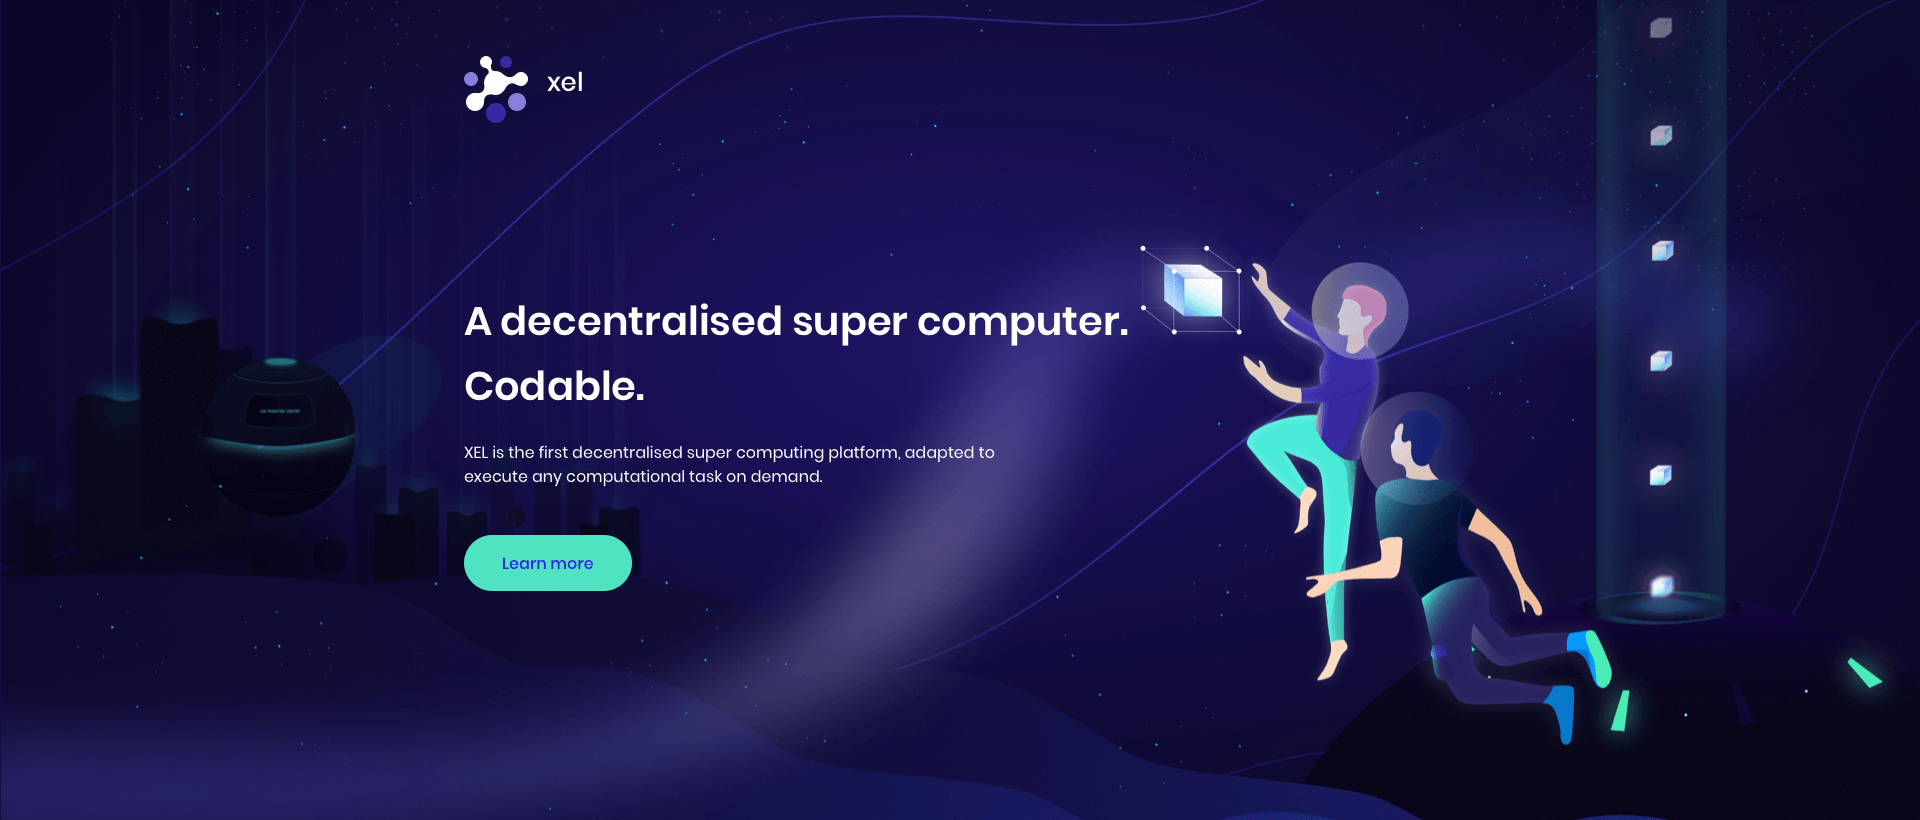 xel
A decentralised super computer.
Codable.
XEL is the first decentralised super computing platform, adapted to
execute any computational task on demand.
Learn more